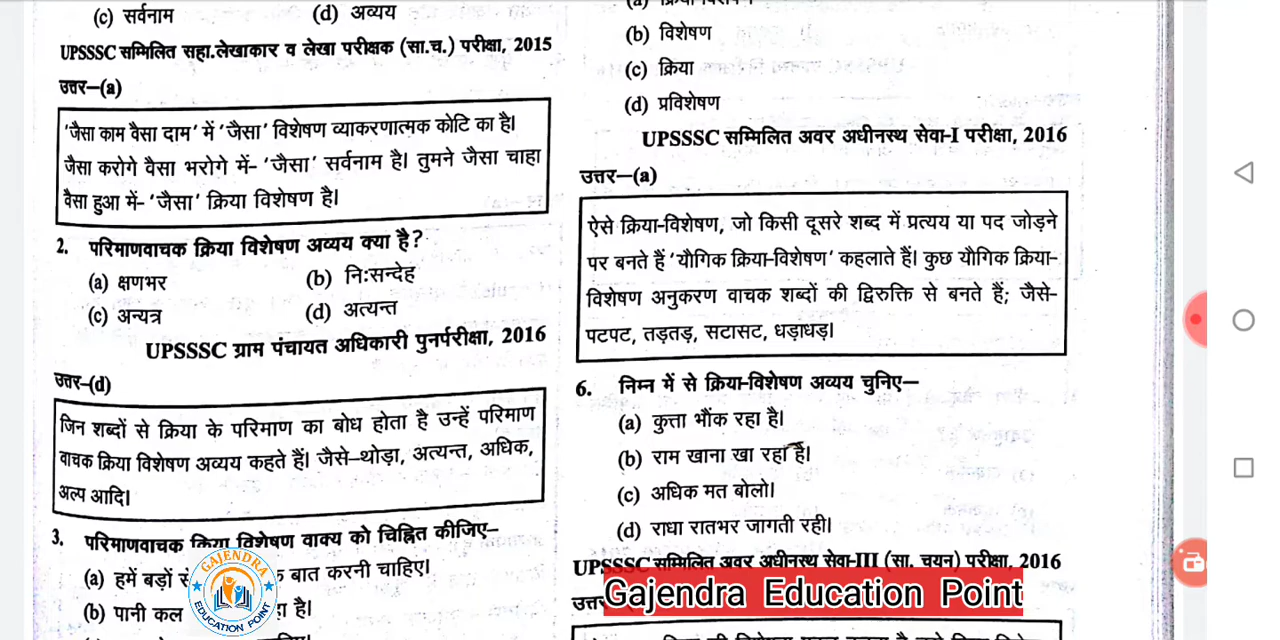 (c) सर्वनाम (d) अव्यय
UPSSSC सम्मिलित सहा.लेखाकार व लेखा परीक्षक (सा.च.) परीक्षा, 2015
उत्तर–(a)
'जैसा काम वैसा दाम' में 'जैसा' विशेषण व्याकरणात्मक कोटि का है।
जैसा करोगे वैसा भरोगे में- 'जैसा' सर्वनाम है। तुमने जैसा चाहा
वैसा हुआ में- 'जैसा' क्रिया विशेषण है।
2. परिमाणवाचक क्रिया विशेषण अव्यय क्या है?
(a) क्षणभर (b) निःसन्देह
(c) अन्यत्र (d) अत्यन्त
UPSSSC ग्राम पंचायत अधिकारी पुनर्परीक्षा, 2016
उत्तर–(d)
जिन शब्दों से क्रिया के परिमाण का बोध होता है उन्हें परिमाण
वाचक क्रिया विशेषण अव्यय कहते हैं। जैसे–थोड़ा, अत्यन्त, अधिक,
अल्प आदि।
3. परिमाणवाचक क्रिया विशेषण वाक्य को चिह्नित कीजिए–
(a) हमें बड़ों बात करनी चाहिए।
(b) पानी कल है।
(b) विशेषण
(c) क्रिया
(d) प्रविशेषण
UPSSSC सम्मिलित अवर अधीनस्थ सेवा-I परीक्षा, 2016
उत्तर–(a)
ऐसे क्रिया-विशेषण, जो किसी दूसरे शब्द में प्रत्यय या पद जोड़ने
पर बनते हैं 'यौगिक क्रिया-विशेषण' कहलाते हैं। कुछ यौगिक क्रिया-
विशेषण अनुकरण वाचक शब्दों की द्विरुक्ति से बनते हैं; जैसे-
पटपट, तड़तड़, सटासट, धड़ाधड़।
6. निम्न में से क्रिया-विशेषण अव्यय चुनिए–
(a) कुत्ता भौंक रहा है।
(b) राम खाना खा रहा है।
(c) अधिक मत बोलो।
(d) राधा रातभर जागती रही।
UPSSSC सम्मिलित अवर अधीनस्थ सेवा-III (सा. चयन) परीक्षा, 2016
GAJENDRA
EDUCATION POINT
Gajendra Education Point